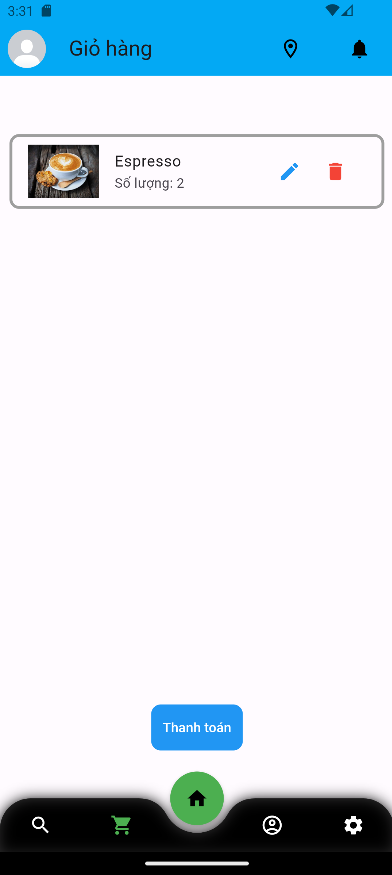 3:31
Giỏ hàng
Espresso
Số lượng: 2
Thanh toán